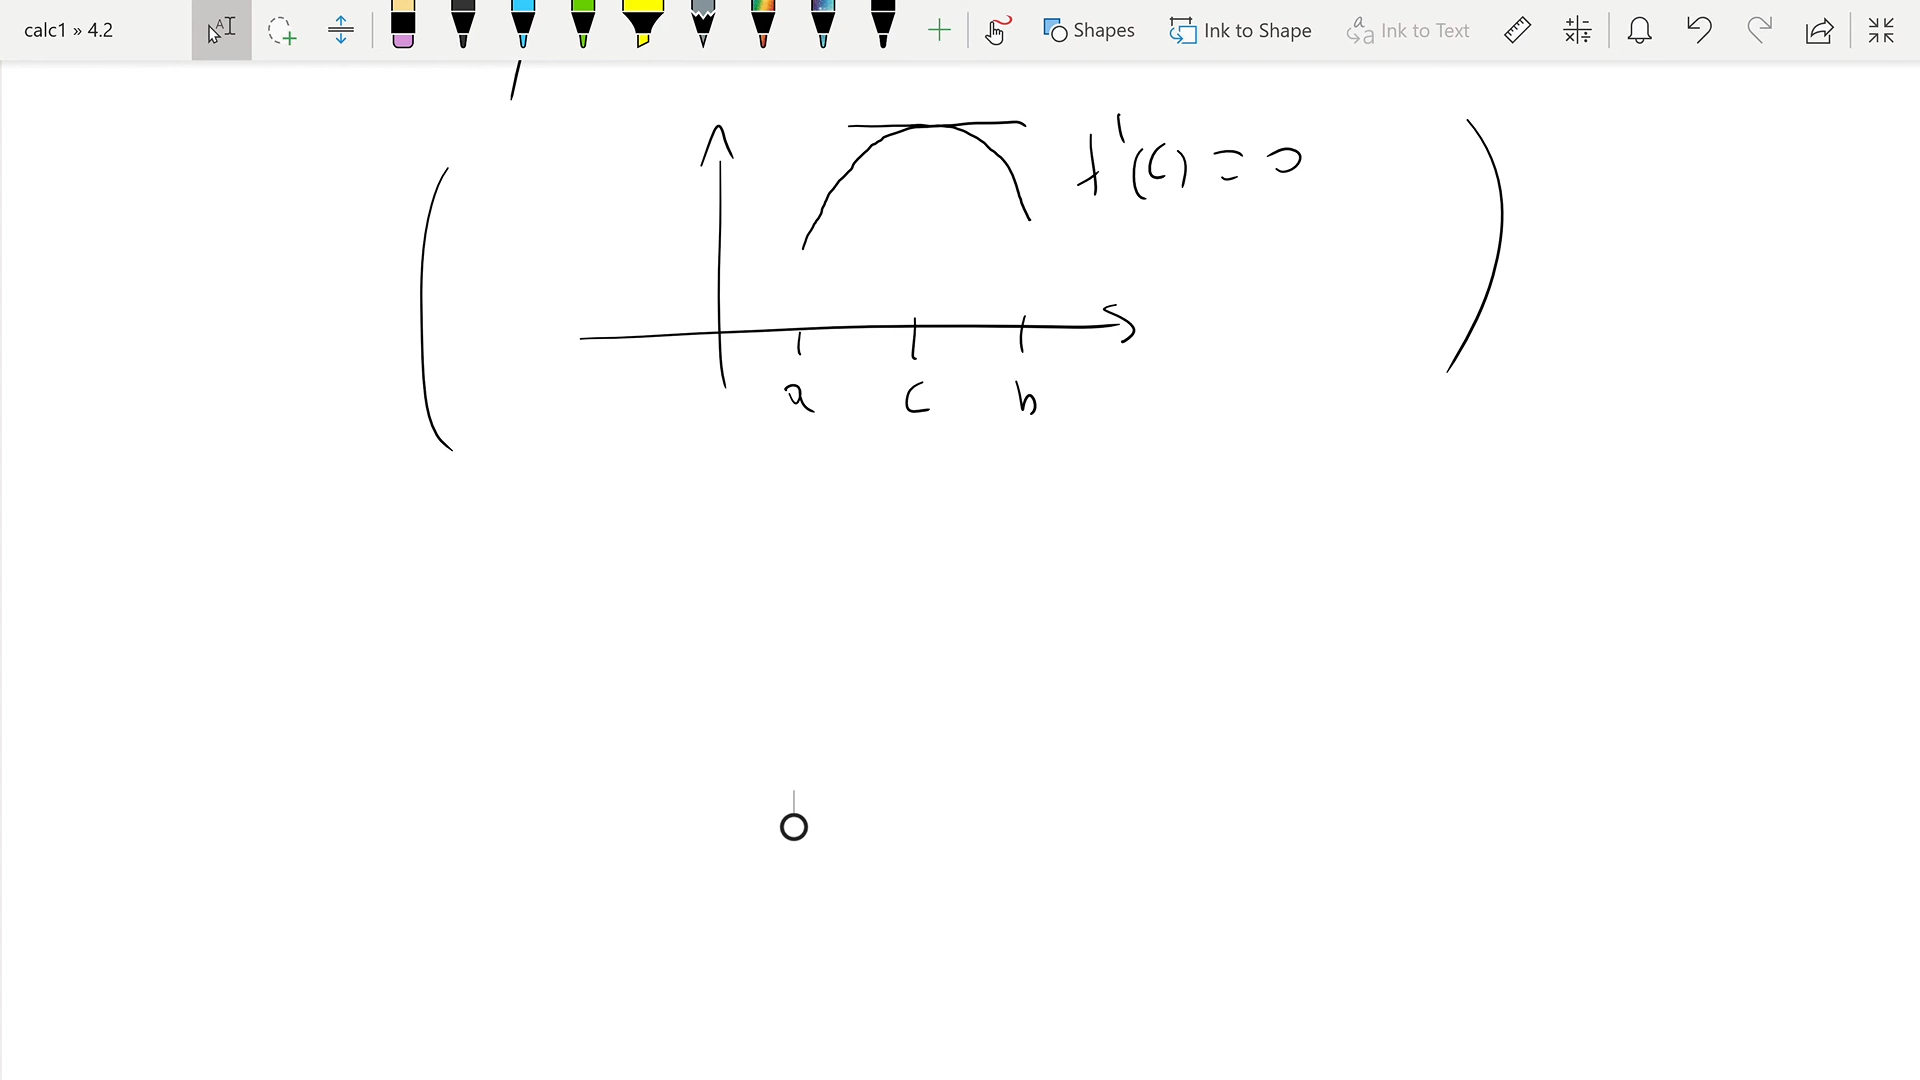 calc1 » 4.2 Shapes Ink to Shape Ink to Text
f'(c) = 0
a c b